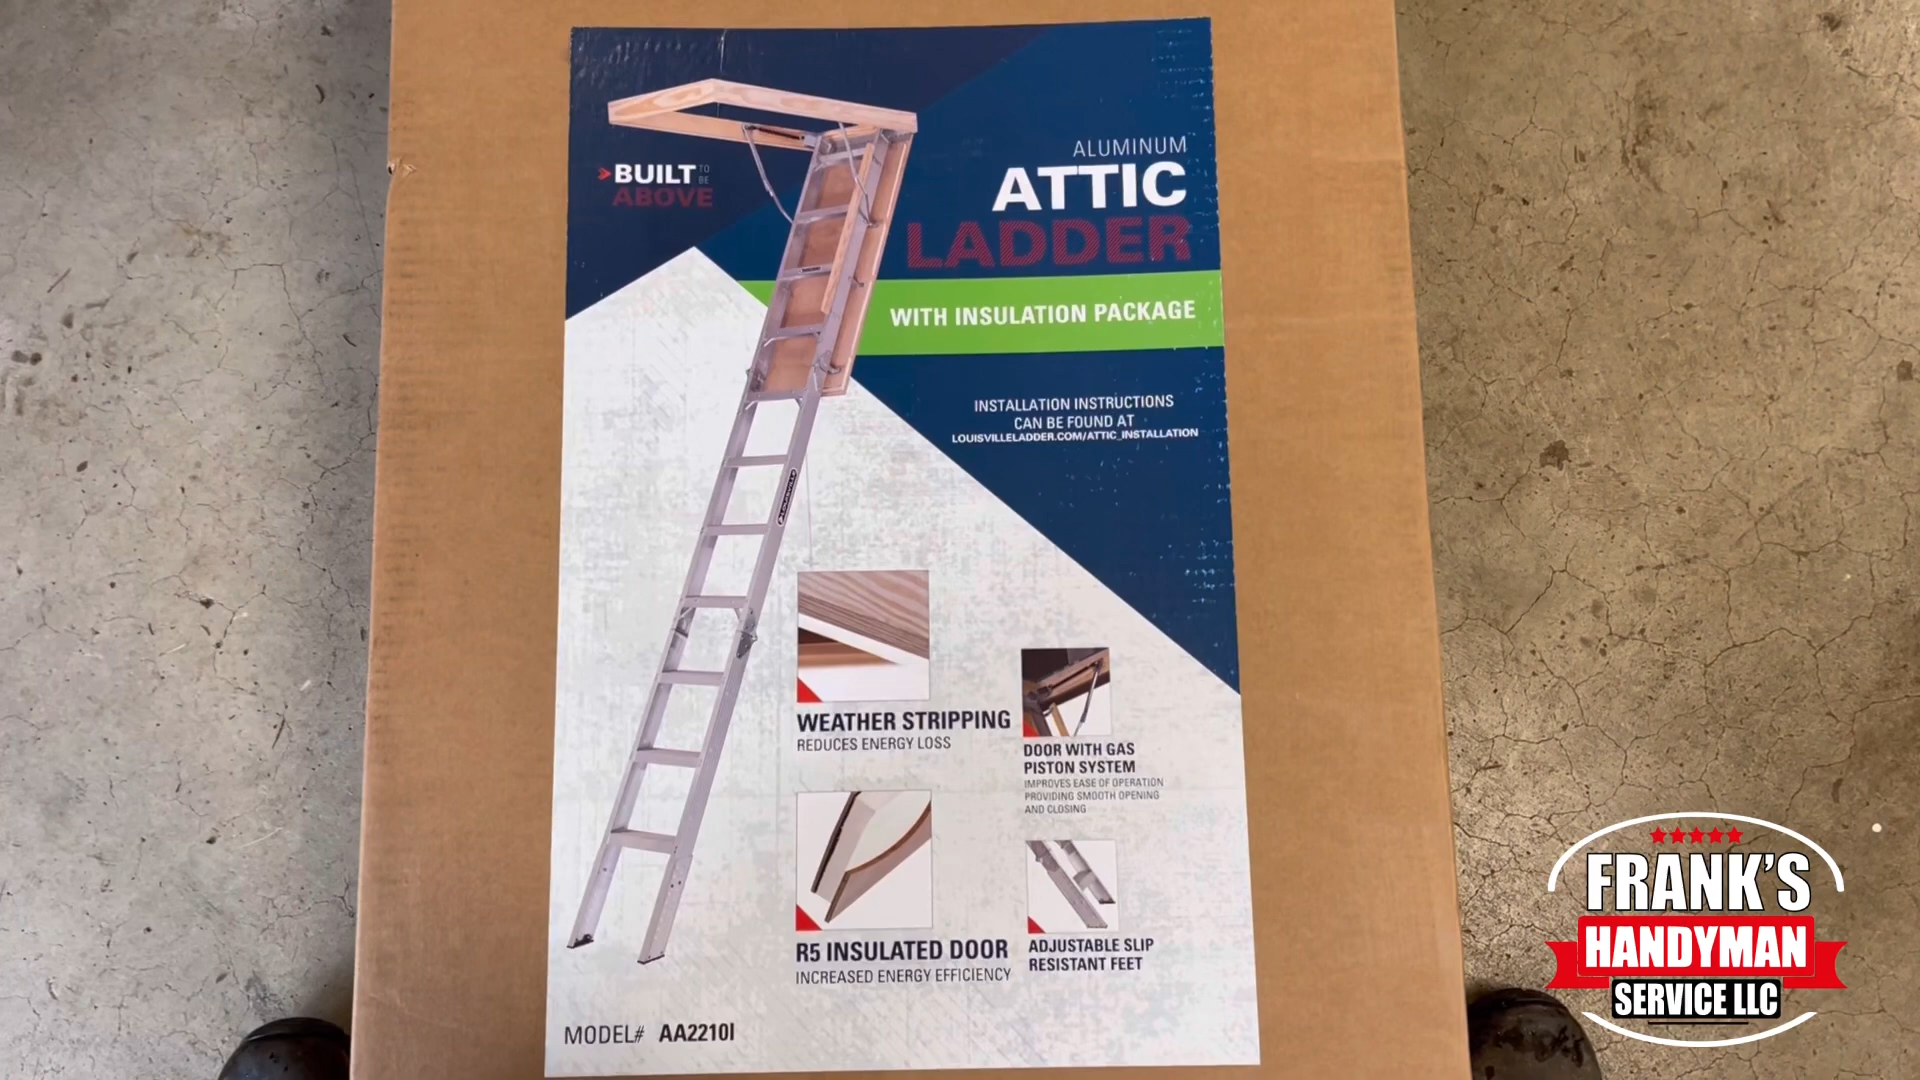 BUILT TO BE
ABOVE
ALUMINUM
ATTIC
LADDER
WITH INSULATION PACKAGE
INSTALLATION INSTRUCTIONS
CAN BE FOUND AT
LOUISVILLELADDER.COM/ATTIC_INSTALLATION
WEATHER STRIPPING
REDUCES ENERGY LOSS
DOOR WITH GAS
PISTON SYSTEM
IMPROVES EASE OF OPERATION
PROVIDING SMOOTH OPENING
AND CLOSING
R5 INSULATED DOOR
INCREASED ENERGY EFFICIENCY
ADJUSTABLE SLIP
RESISTANT FEET
MODEL# AA2210I
FRANK'S
HANDYMAN
SERVICE LLC